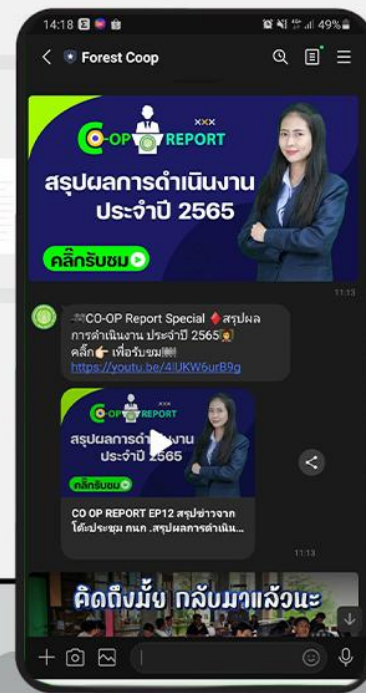 14:18
49%
Forest Coop
CO-OP REPORT
สรุปผลการดำเนินงาน
ประจำปี 2565
คลิ๊กรับชม
11:13
CO-OP Report Special สรุปผล
การดำเนินงาน ประจำปี 2565
คลิ๊ก เพื่อรับชม
https://youtu.be/4iUKW6urB9g
CO-OP REPORT
สรุปผลการดำเนินงาน
ประจำปี 2565
คลิ๊กรับชม
CO OP REPORT EP12 สรุปข่าวจาก
โต๊ะประชุม กนก .สรุปผลการดำเนิน...
11:13
คิดถึงมั้ย กลับมาแล้วนะ